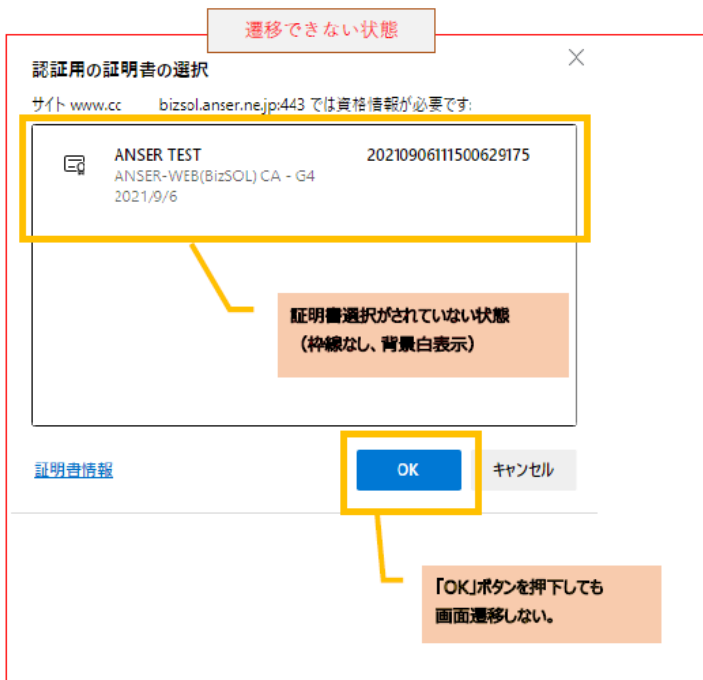 遷移できない状態
認証用の証明書の選択
サイト www.cc bizsol.anser.ne.jp:443 では資格情報が必要です:
ANSER TEST 20210906111500629175
ANSER-WEB(BizSOL) CA - G4
2021/9/6
証明書選択がされていない状態
（枠線なし、背景白表示）
証明書情報 OK キャンセル
「OK」ボタンを押下しても
画面遷移しない。